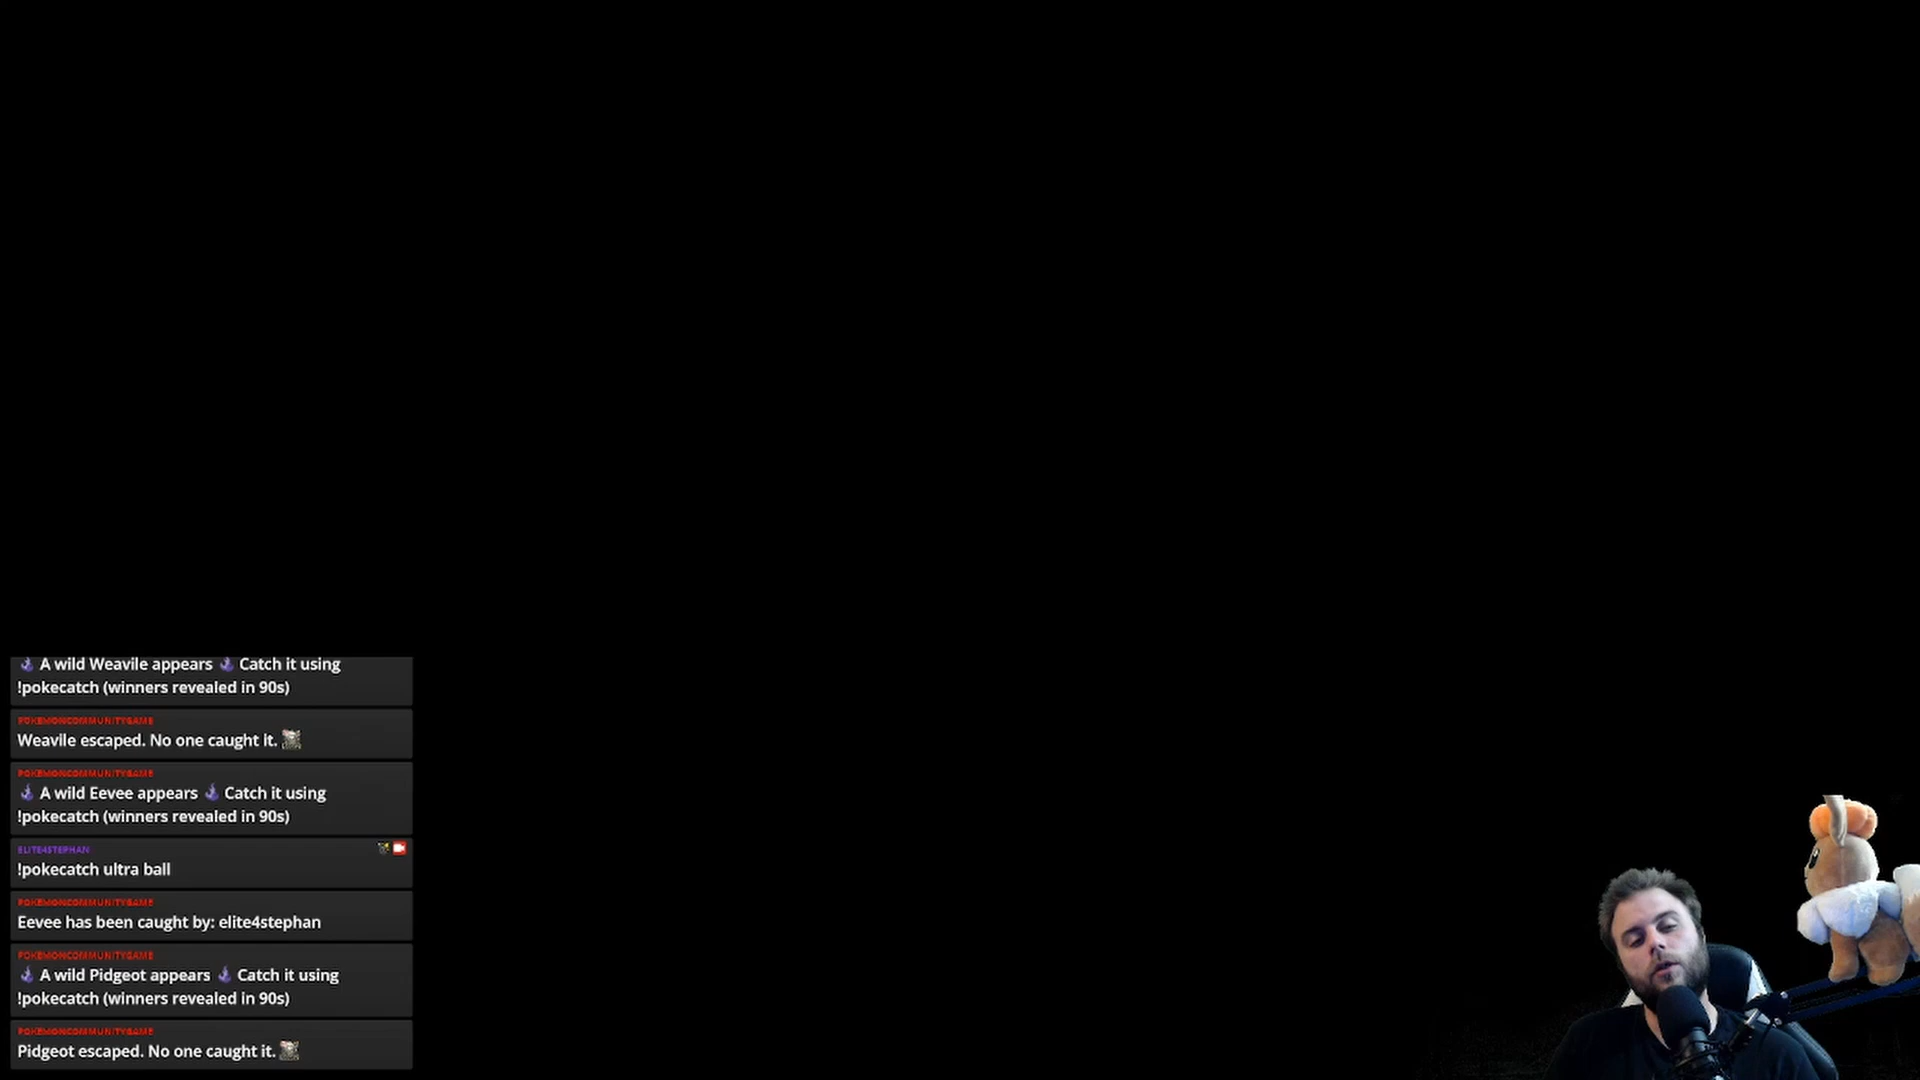 A wild Weavile appears Catch it using
!pokecatch (winners revealed in 90s)
POKEMONCOMMUNITYGAME
Weavile escaped. No one caught it.
POKEMONCOMMUNITYGAME
A wild Eevee appears Catch it using
!pokecatch (winners revealed in 90s)
ELITE4STEPHAN
!pokecatch ultra ball
POKEMONCOMMUNITYGAME
Eevee has been caught by: elite4stephan
POKEMONCOMMUNITYGAME
A wild Pidgeot appears Catch it using
!pokecatch (winners revealed in 90s)
POKEMONCOMMUNITYGAME
Pidgeot escaped. No one caught it.